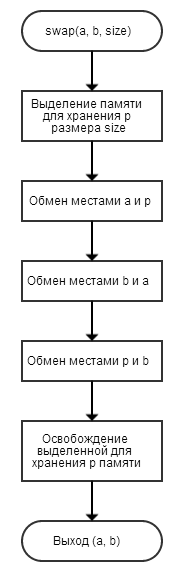 swap(a, b, size)
Выделение памяти
для хранения p
размера size
Обмен местами a и p
Обмен местами b и a
Обмен местами p и b
Освобождение
выделенной для
хранения p памяти
Выход (a, b)